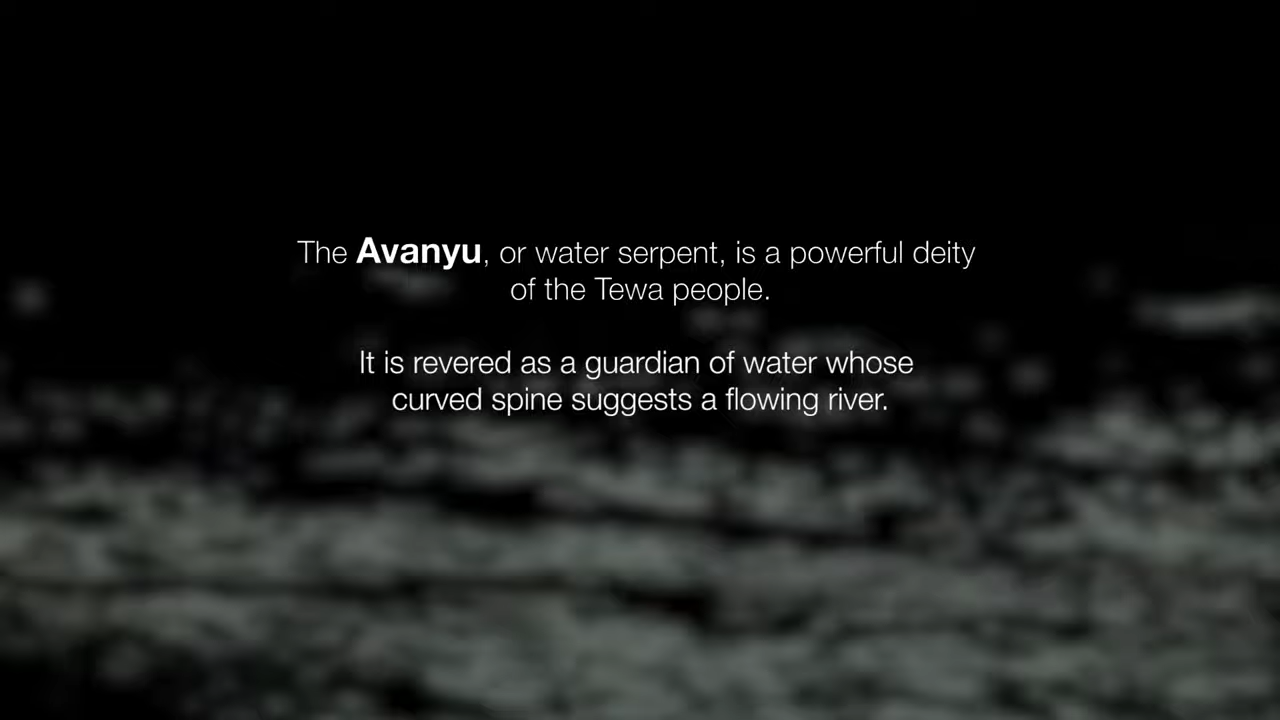 The Avanyu, or water serpent, is a powerful deity
of the Tewa people.
It is revered as a guardian of water whose
curved spine suggests a flowing river.